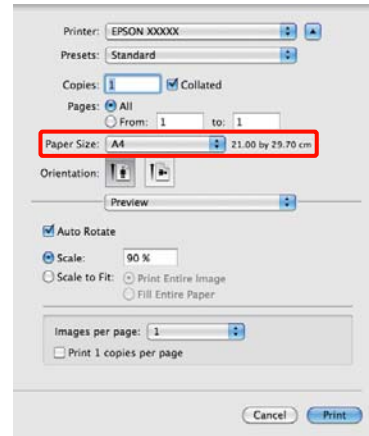 Printer: EPSON XXXXX
Presets: Standard
Copies: 1 Collated
Pages: All
From: 1 to: 1
Paper Size: A4 21.00 by 29.70 cm
Orientation:
Preview
Auto Rotate
Scale: 90 %
Scale to Fit: Print Entire Image
Fill Entire Paper
Images per page: 1
Print 1 copies per page
Cancel Print